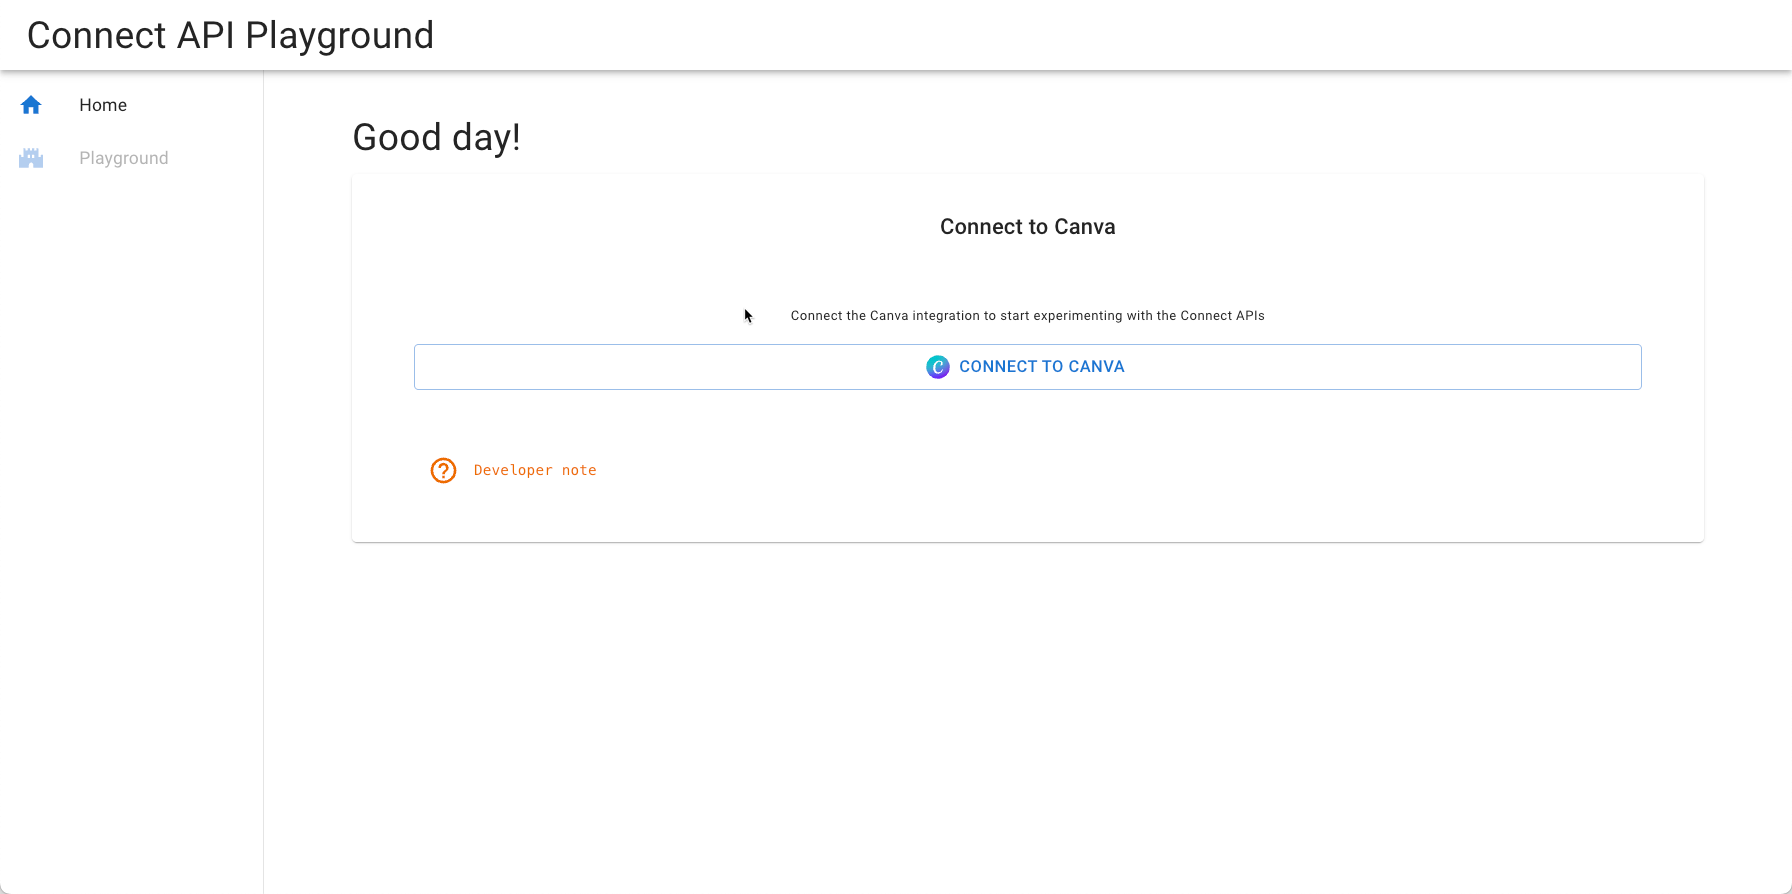 Connect API Playground
Home
Playground
Good day!
Connect to Canva
Connect the Canva integration to start experimenting with the Connect APIs
C CONNECT TO CANVA
? Developer note